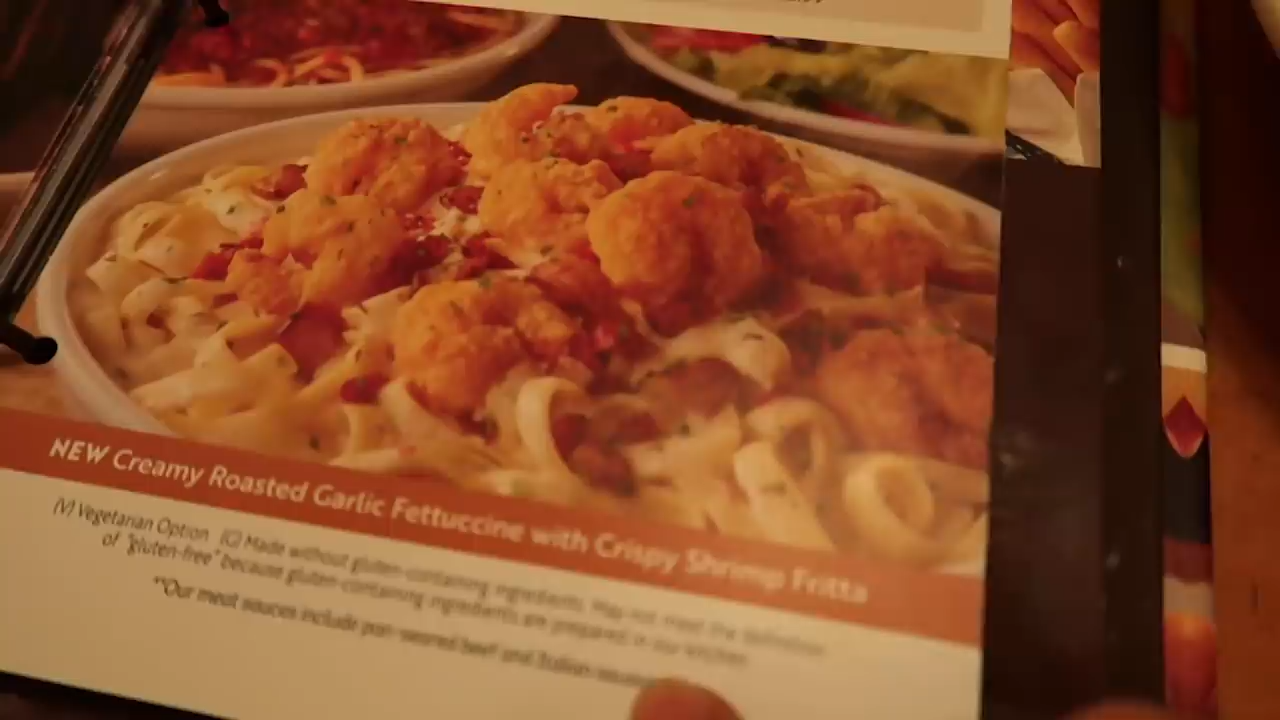 NEW Creamy Roasted Garlic Fettuccine with Crispy Shrimp Fritta
(V) Vegetarian Option (G) Made without gluten-containing ingredients. May not meet the definition
of "gluten-free" because gluten-containing ingredients are prepared in our kitchen.
**Our meat sauces include pan-seared beef and Italian